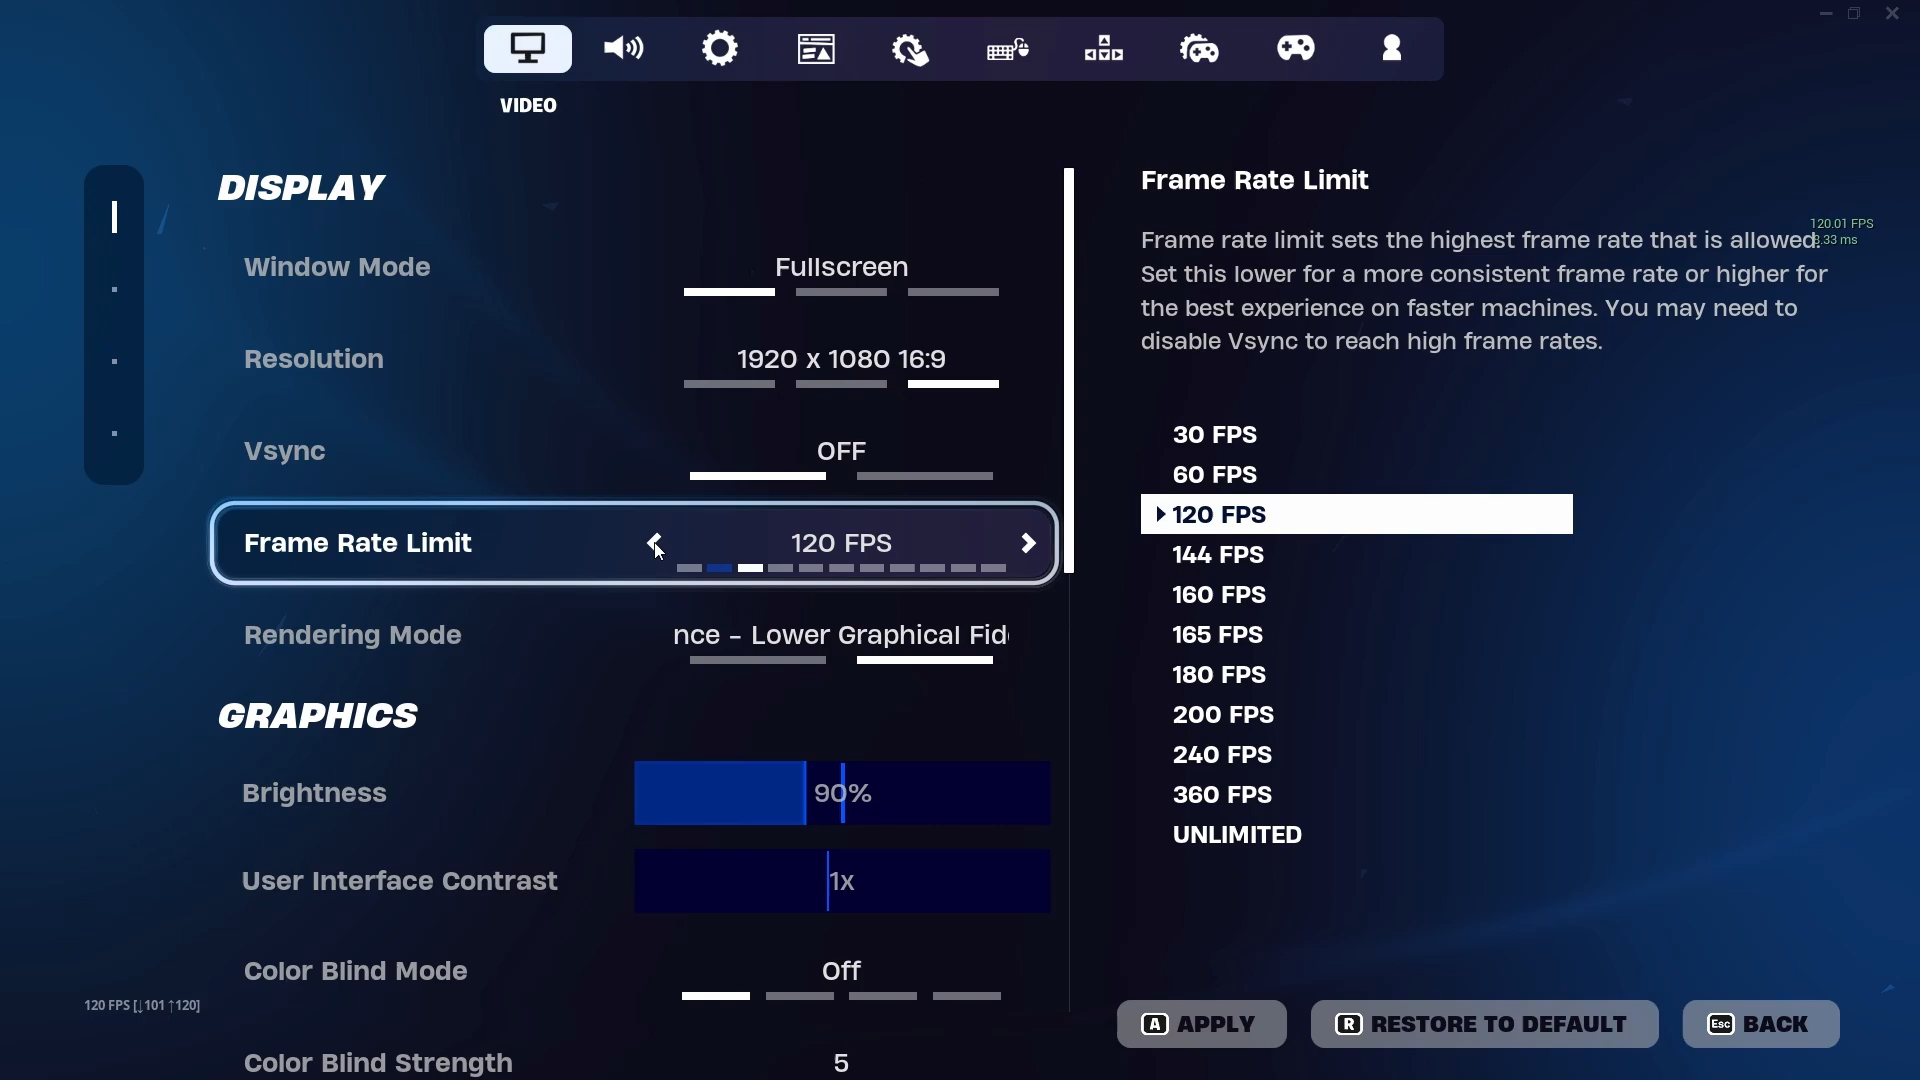 VIDEO
DISPLAY
Window Mode
Fullscreen
Resolution
1920 x 1080 16:9
Vsync
OFF
Frame Rate Limit
120 FPS
Rendering Mode
nce - Lower Graphical Fid
GRAPHICS
Brightness
90%
User Interface Contrast
1x
Color Blind Mode
Off
Color Blind Strength
5
120 FPS [↓101 ↑120]
Frame Rate Limit
120.01 FPS
8.33 ms
Frame rate limit sets the highest frame rate that is allowed.
Set this lower for a more consistent frame rate or higher for
the best experience on faster machines. You may need to
disable Vsync to reach high frame rates.
30 FPS
60 FPS
120 FPS
144 FPS
160 FPS
165 FPS
180 FPS
200 FPS
240 FPS
360 FPS
UNLIMITED
A APPLY
R RESTORE TO DEFAULT
Esc BACK